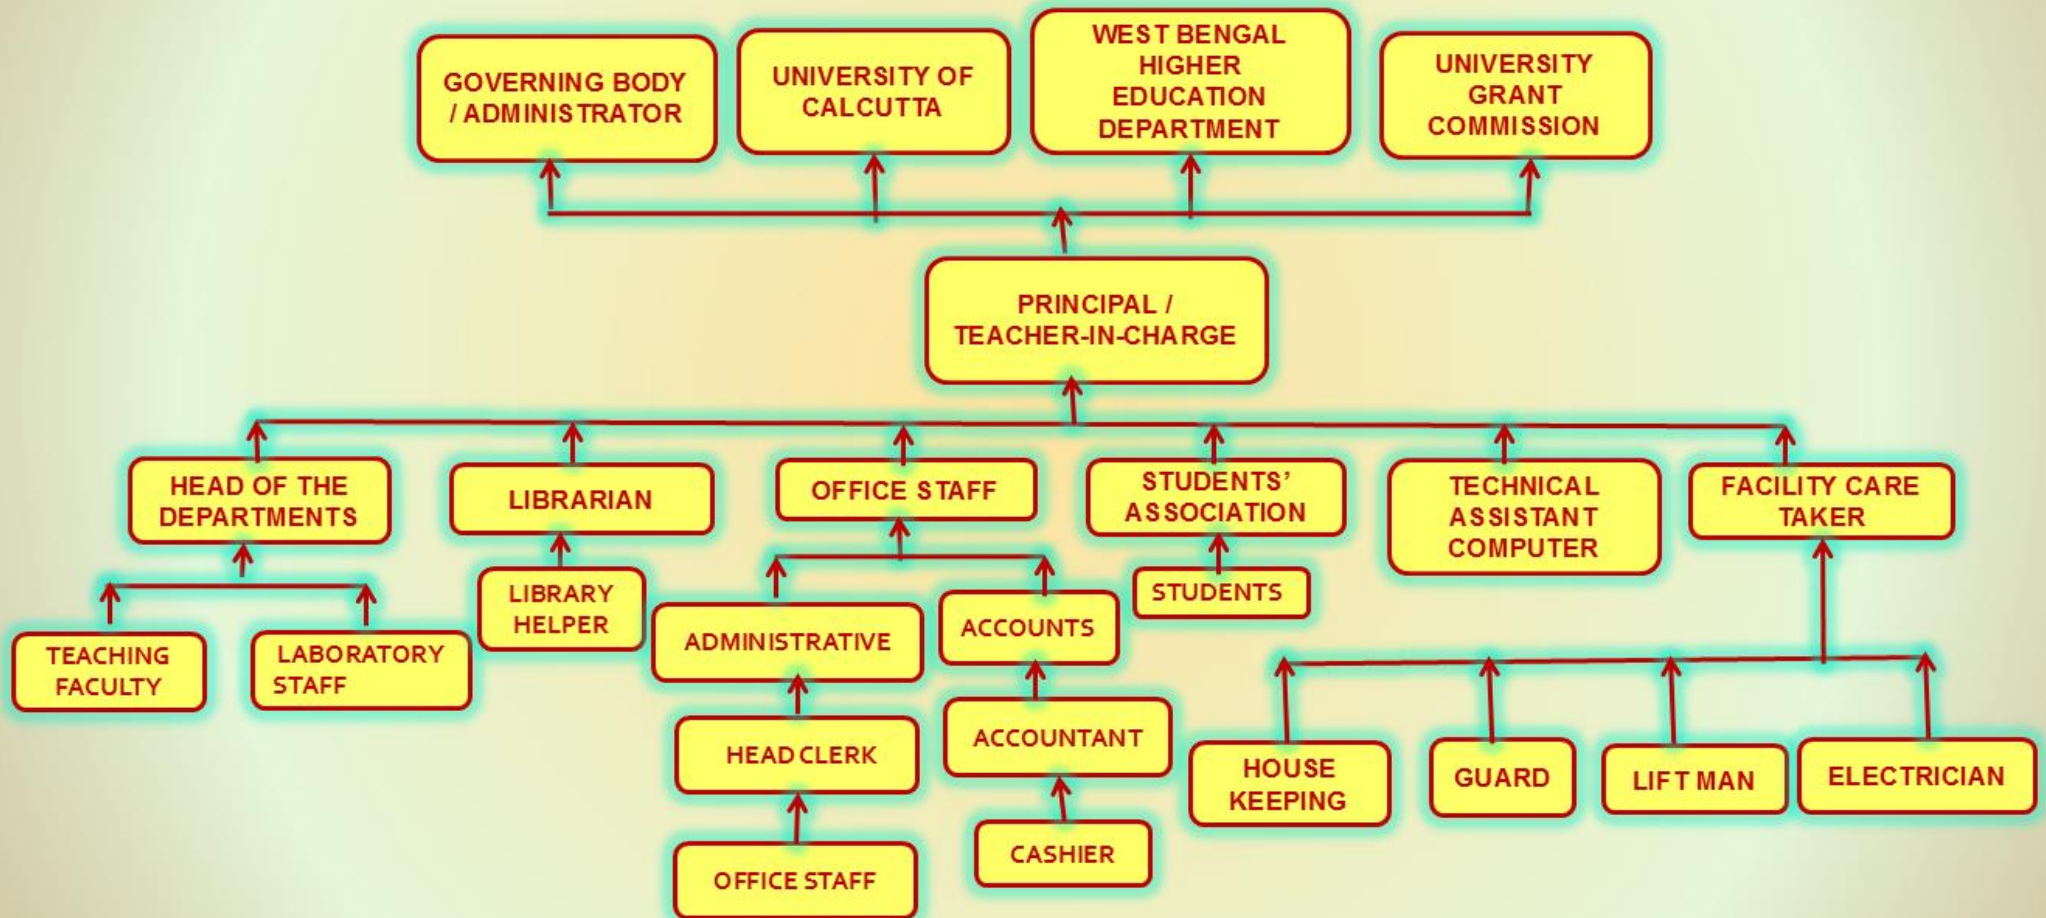 GOVERNING BODY
/ ADMINISTRATOR
UNIVERSITY OF
CALCUTTA
WEST BENGAL
HIGHER
EDUCATION
DEPARTMENT
UNIVERSITY
GRANT
COMMISSION
PRINCIPAL /
TEACHER-IN-CHARGE
HEAD OF THE
DEPARTMENTS
LIBRARIAN
OFFICE STAFF
STUDENTS’
ASSOCIATION
TECHNICAL
ASSISTANT
COMPUTER
FACILITY CARE
TAKER
TEACHING
FACULTY
LABORATORY
STAFF
LIBRARY
HELPER
ADMINISTRATIVE
ACCOUNTS
STUDENTS
HEAD CLERK
ACCOUNTANT
HOUSE
KEEPING
GUARD
LIFT MAN
ELECTRICIAN
OFFICE STAFF
CASHIER